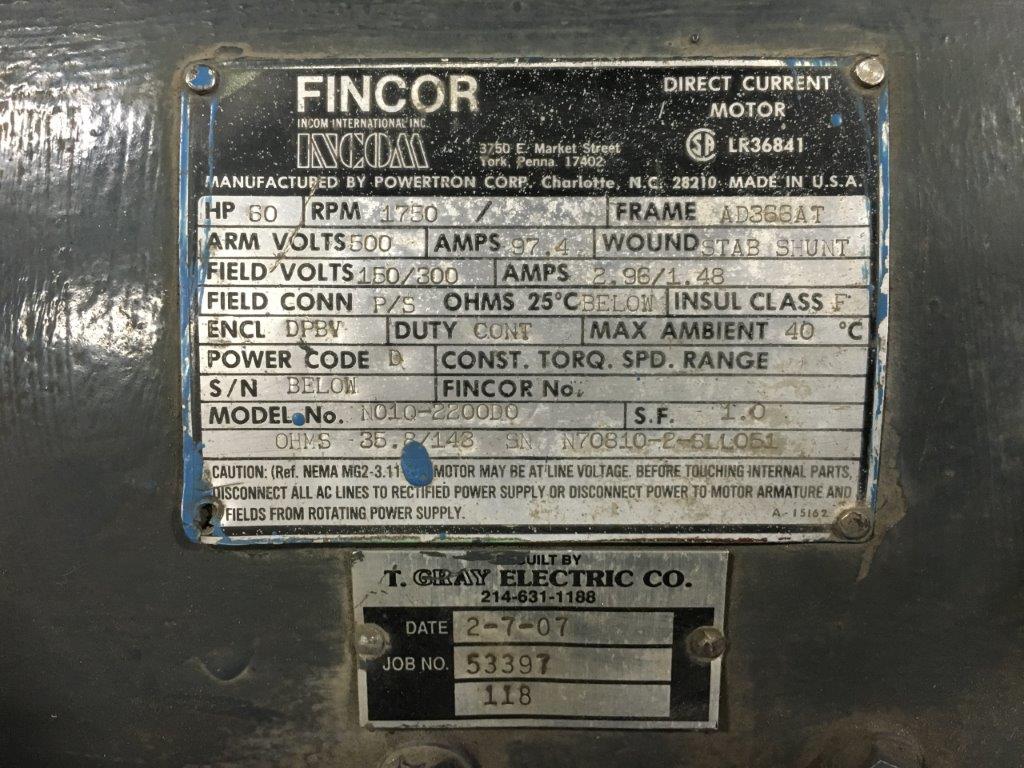 FINCOR
INCOM INTERNATIONAL INC.
INCOM
3750 E. Market Street
York, Penna. 17402
DIRECT CURRENT
MOTOR
SA LR36841
MANUFACTURED BY POWERTRON CORP. Charlotte, N.C. 28210 MADE IN U.S.A.
HP 60 RPM 1750 / FRAME AD368AT
ARM VOLTS 500 AMPS 97.4 WOUND STAB SHUNT
FIELD VOLTS 150/300 AMPS 2.96/1.48
FIELD CONN P/S OHMS 25°C BELOW INSUL CLASS F
ENCL DPBV DUTY CONT MAX AMBIENT 40 °C
POWER CODE D CONST. TORQ. SPD. RANGE
S/N BELOW FINCOR No.
MODEL No. N01Q-2200D0 S.F. 1.0
OHMS 35.8/143 SN N70810-2-SLL051
CAUTION: (Ref. NEMA MG2-3.11 MOTOR MAY BE AT LINE VOLTAGE. BEFORE TOUCHING INTERNAL PARTS,
DISCONNECT ALL AC LINES TO RECTIFIED POWER SUPPLY OR DISCONNECT POWER TO MOTOR ARMATURE AND
FIELDS FROM ROTATING POWER SUPPLY.
A-15162
BUILT BY
T. GRAY ELECTRIC CO.
214-631-1188
DATE 2-7-07
JOB NO. 53397
118